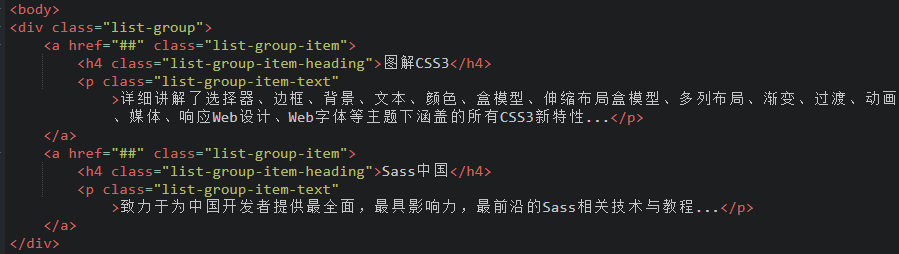 <body>
<div class="list-group">
<a href="##" class="list-group-item">
<h4 class="list-group-item-heading">图解CSS3</h4>
<p class="list-group-item-text"
>详细讲解了选择器、边框、背景、文本、颜色、盒模型、伸缩布局盒模型、多列布局、渐变、过渡、动画
、媒体、响应Web设计、Web字体等主题下涵盖的所有CSS3新特性...</p>
</a>
<a href="##" class="list-group-item">
<h4 class="list-group-item-heading">Sass中国</h4>
<p class="list-group-item-text"
>致力于为中国开发者提供最全面，最具影响力，最前沿的Sass相关技术与教程...</p>
</a>
</div>